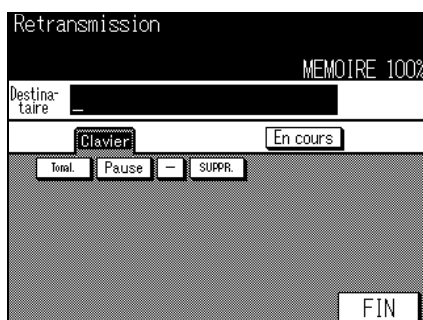 Retransmission
MEMOIRE 100%
Destina-
taire _
Clavier En cours
Tonal. Pause — SUPPR.
FIN